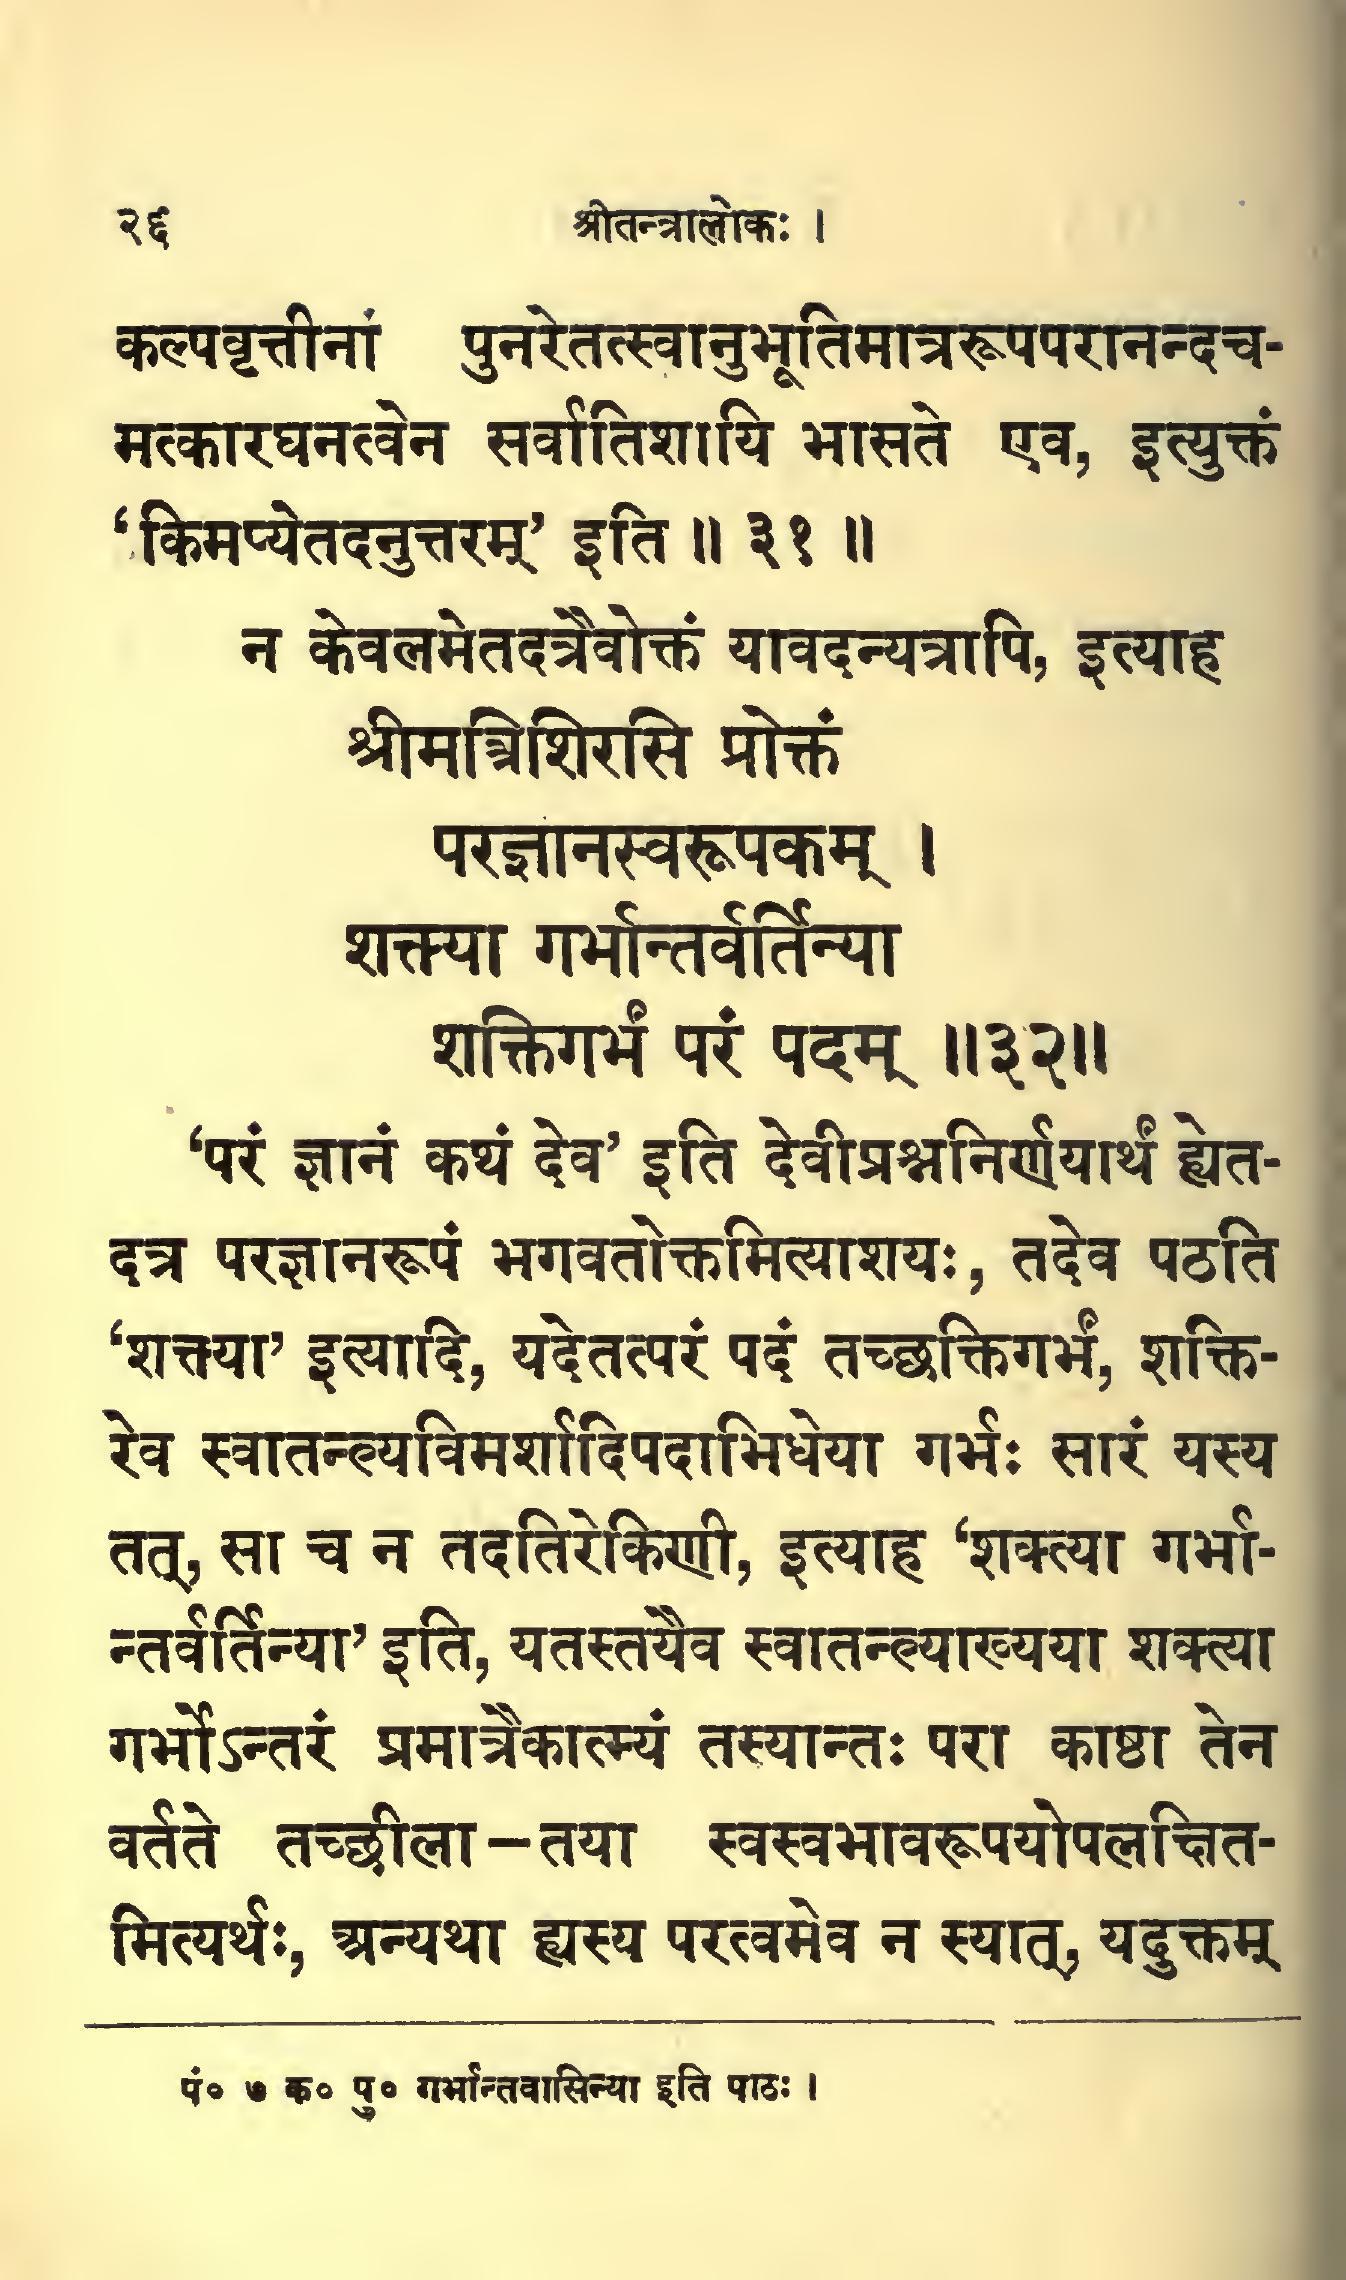 २६ श्रीतन्त्रालोकः ।
कल्पवृत्तीनां पुनरेतत्स्वानुभूतिमात्ररूपपरानन्दच-
मत्कारघनत्वेन सर्वातिशायि भासते एव, इत्युक्तं
‘किमप्येतदनुत्तरम्’ इति ॥ ३१ ॥
न केवलमेतदत्रैवोक्तं यावदन्यत्रापि, इत्याह
श्रीमत्त्रिशिरसि प्रोक्तं
परज्ञानस्वरूपकम् ।
शक्त्या गर्भान्तर्वर्तिन्या
शक्तिगर्भं परं पदम् ॥३२॥
‘परं ज्ञानं कथं देव’ इति देवीप्रश्ननिर्णयार्थं ह्येत-
दत्र परज्ञानरूपं भगवतोक्तमित्याशयः, तदेव पठति
‘शक्त्या’ इत्यादि, यदेतत्परं पदं तच्छक्तिगर्भं, शक्ति-
रेव स्वातन्त्र्यविमर्शादिपदाभिधेया गर्भः सारं यस्य
तत्, सा च न तदतिरेकिणी, इत्याह ‘शक्त्या गर्भा-
न्तर्वर्तिन्या’ इति, यतस्तयैव स्वातन्त्र्याख्यया शक्त्या
गर्भोऽन्तरं प्रमात्रैकात्म्यं तस्यान्तः परा काष्ठा तेन
वर्तते तच्छीला – तया स्वस्वभावरूपयोपलक्षित-
मित्यर्थः, अन्यथा ह्यस्य परत्वमेव न स्यात्, यदुक्तम्
पं० ७ क० पु० गर्भान्तवासिन्या इति पाठः ।